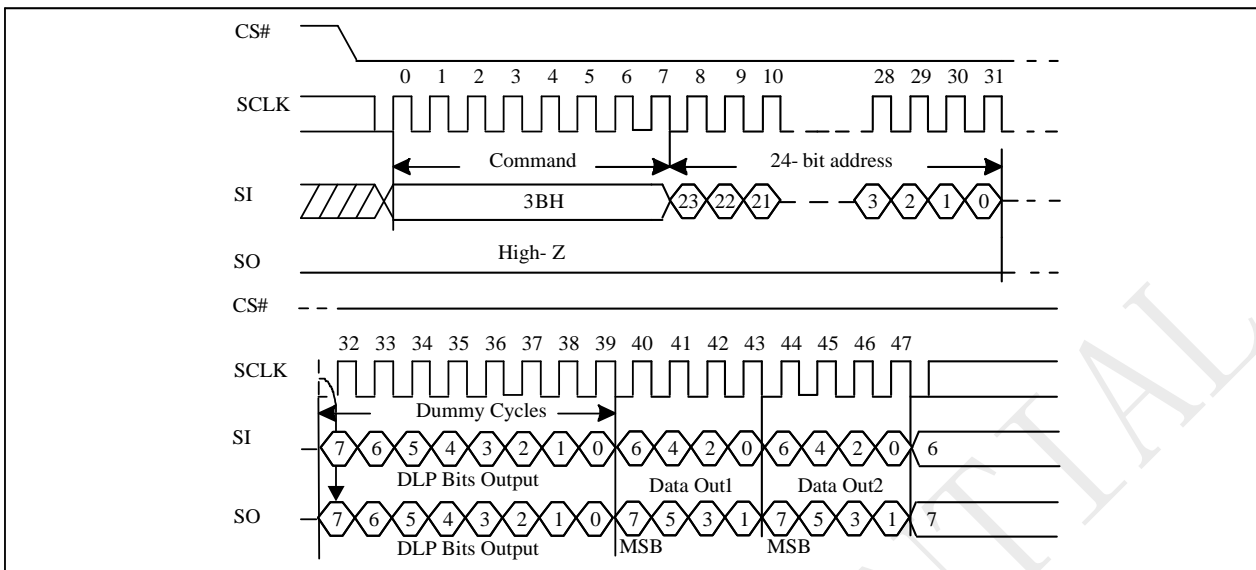 CS#
0 1 2 3 4 5 6 7 8 9 10 28 29 30 31
SCLK
Command 24- bit address
SI 3BH 23 22 21 3 2 1 0
High- Z
SO
CS#
32 33 34 35 36 37 38 39 40 41 42 43 44 45 46 47
SCLK
Dummy Cycles
SI 7 6 5 4 3 2 1 0 6 4 2 0 6 4 2 0 6
DLP Bits Output Data Out1 Data Out2
SO 7 6 5 4 3 2 1 0 7 5 3 1 7 5 3 1 7
DLP Bits Output MSB MSB